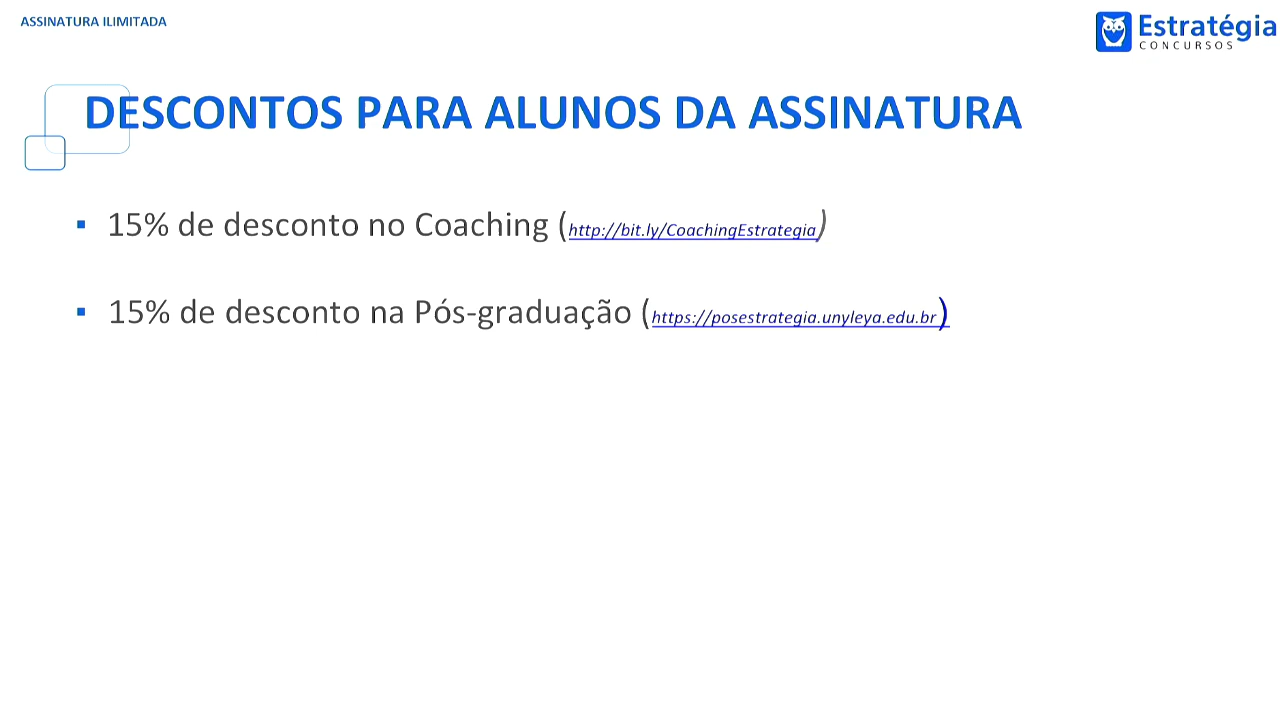 ASSINATURA ILIMITADA
Estratégia
CONCURSOS
DESCONTOS PARA ALUNOS DA ASSINATURA
▪ 15% de desconto no Coaching (http://bit.ly/CoachingEstrategia)
▪ 15% de desconto na Pós-graduação (https://posestrategia.unyleya.edu.br)